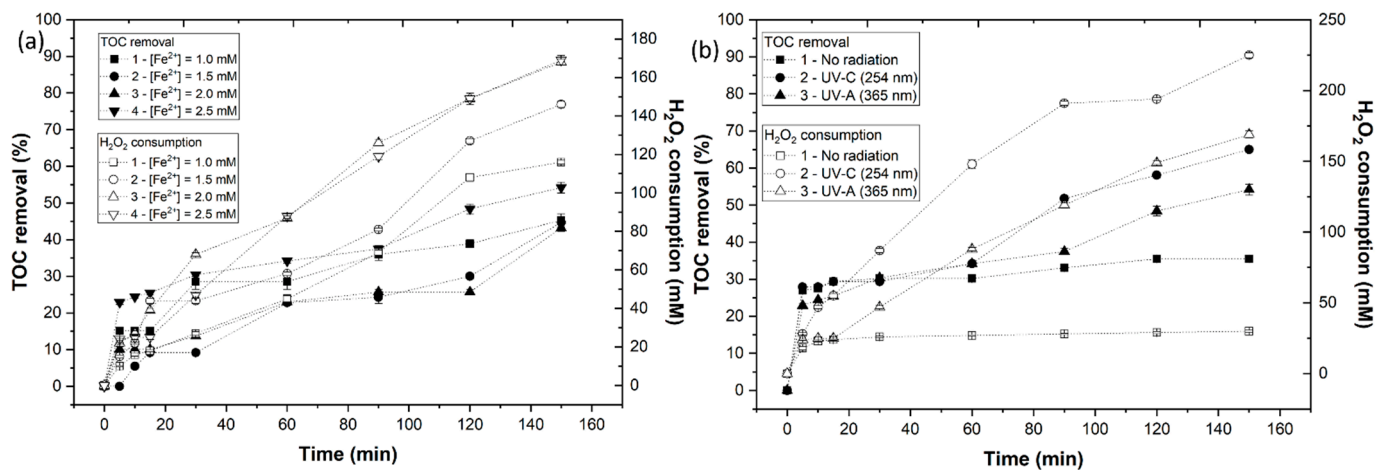 (a)
TOC removal
1 - [Fe²⁺] = 1.0 mM
2 - [Fe²⁺] = 1.5 mM
3 - [Fe²⁺] = 2.0 mM
4 - [Fe²⁺] = 2.5 mM
H₂O₂ consumption
1 - [Fe²⁺] = 1.0 mM
2 - [Fe²⁺] = 1.5 mM
3 - [Fe²⁺] = 2.0 mM
4 - [Fe²⁺] = 2.5 mM
TOC removal (%)
100
90
80
70
60
50
40
30
20
10
0
0 20 40 60 80 100 120 140 160
Time (min)
180
160
140
120
100
80
60
40
20
0
H₂O₂ consumption (mM)
(b)
TOC removal
1 - No radiation
2 - UV-C (254 nm)
3 - UV-A (365 nm)
H₂O₂ consumption
1 - No radiation
2 - UV-C (254 nm)
3 - UV-A (365 nm)
TOC removal (%)
100
90
80
70
60
50
40
30
20
10
0
0 20 40 60 80 100 120 140 160
Time (min)
250
200
150
100
50
0
H₂O₂ consumption (mM)